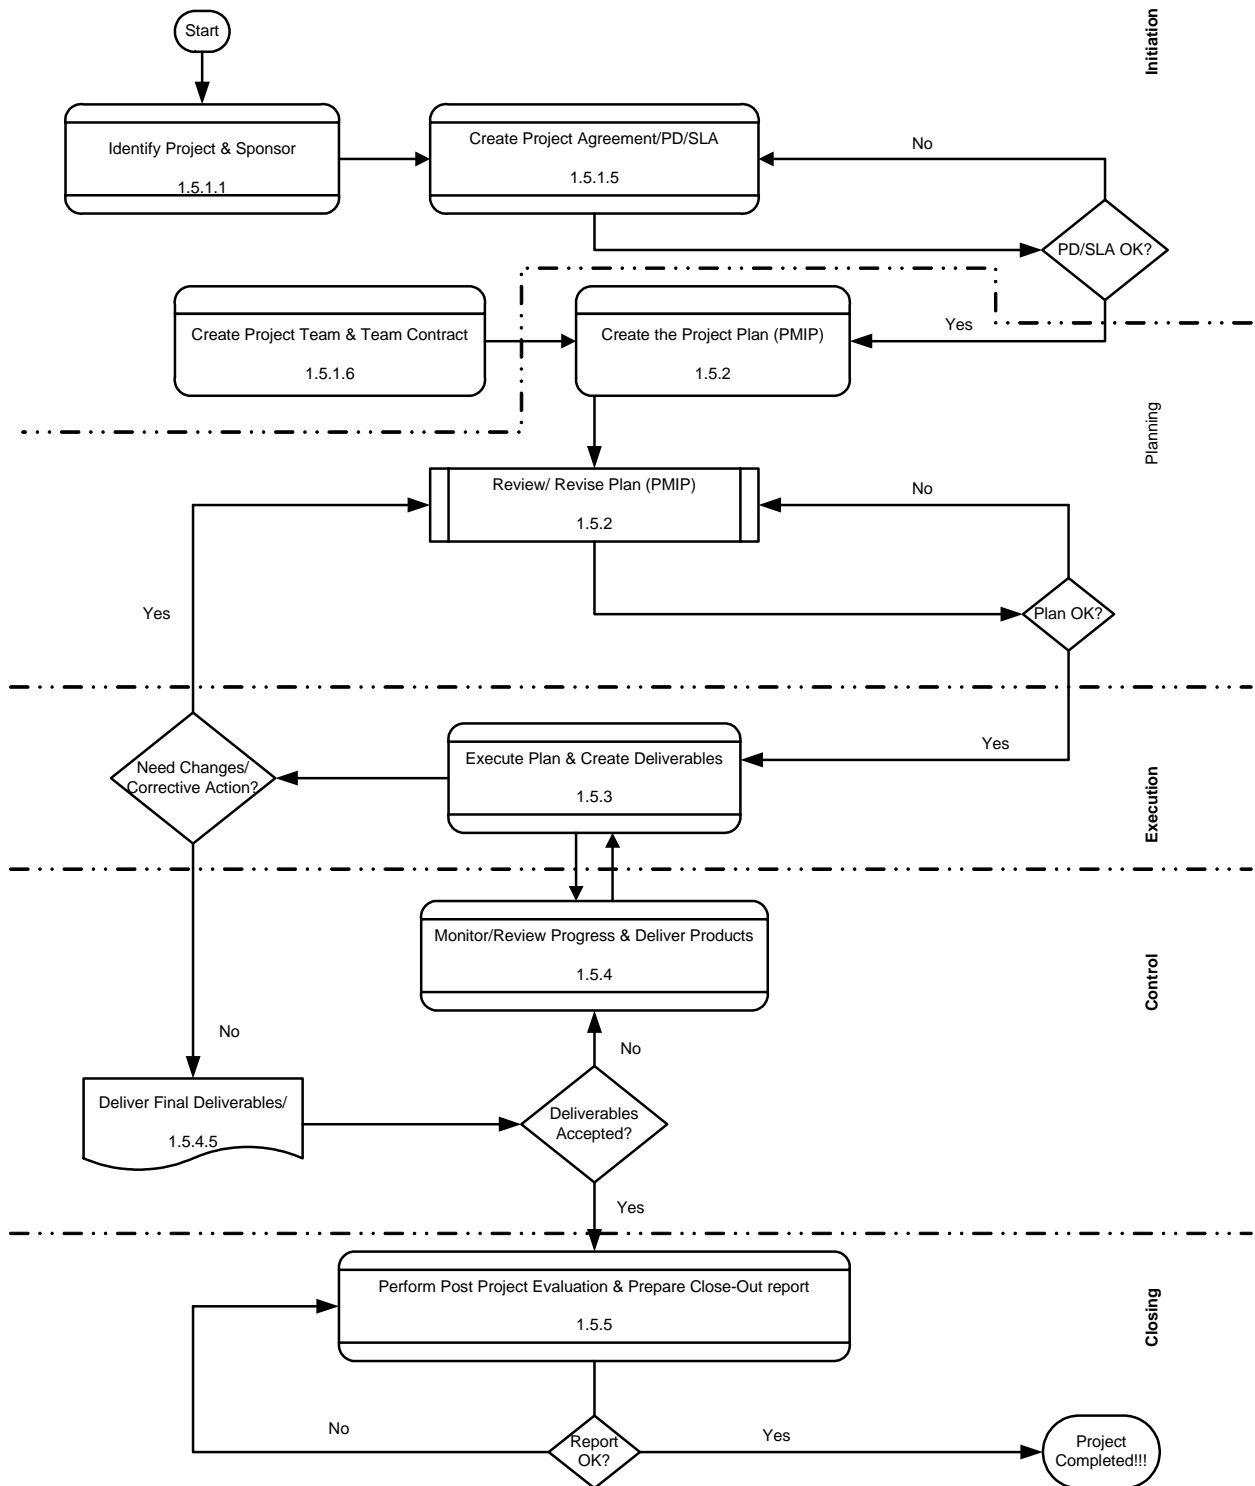 Start
Initiation
Identify Project & Sponsor
1.5.1.1
Create Project Agreement/PD/SLA
1.5.1.5
No
PD/SLA OK?
Yes
Create Project Team & Team Contract
1.5.1.6
Create the Project Plan (PMIP)
1.5.2
Planning
Review/ Revise Plan (PMIP)
1.5.2
No
Plan OK?
Yes
Yes
Need Changes/
Corrective Action?
Execute Plan & Create Deliverables
1.5.3
Execution
Monitor/Review Progress & Deliver Products
1.5.4
Control
No
No
Deliver Final Deliverables/
1.5.4.5
Deliverables
Accepted?
Yes
Perform Post Project Evaluation & Prepare Close-Out report
1.5.5
Closing
No
Report
OK?
Yes
Project
Completed!!!